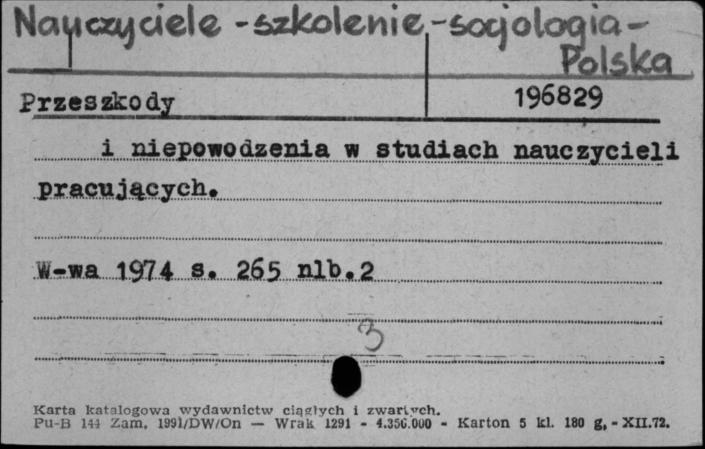 Nauczyciele - szkolenie - socjologia -
Polska
Przeszkody
196829
i niepowodzenia w studiach nauczycieli
pracujących.
W-wa 1974 s. 265 nlb.2
3
Karta katalogowa wydawnictw ciągłych i zwartych.
Pu-B 144 Zam. 1991/DW/On — Wrak 1291 - 4.356.000 - Karton 5 kl. 180 g. - XII.72.